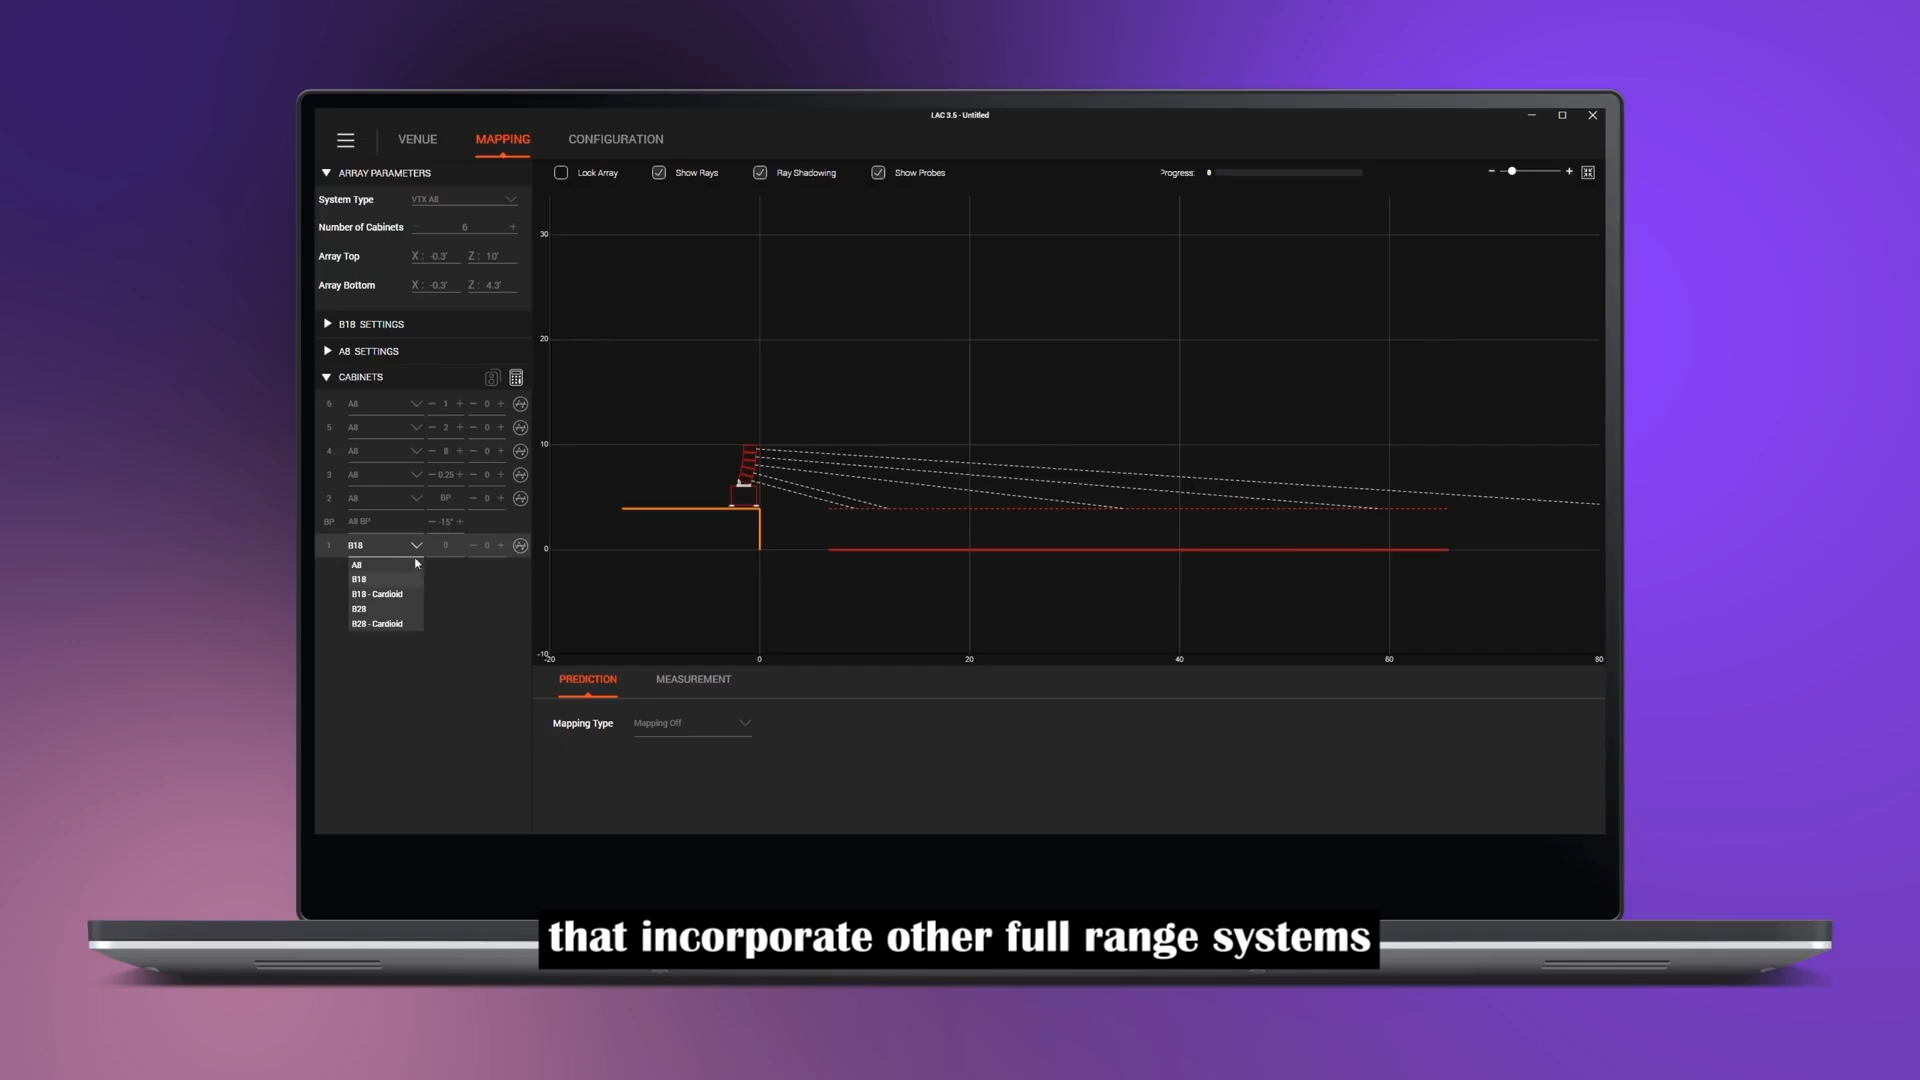 LAC 3.5 - Untitled
VENUE MAPPING CONFIGURATION
ARRAY PARAMETERS
Lock Array Show Rays Ray Shadowing Show Probes Progress: 0
System Type VTX A8
Number of Cabinets − 6 +
Array Top X : -0.3' Z : 10'
Array Bottom X : -0.3' Z : 4.3'
B18 SETTINGS
A8 SETTINGS
CABINETS
6 A8 − 1 + − 0 +
5 A8 − 2 + − 0 +
4 A8 − 8 + − 0 +
3 A8 − 0.25 + − 0 +
2 A8 BP − 0 +
BP A8 BP − -15° +
1 B18 0 − 0 +
A8
B18
B18 - Cardioid
B28
B28 - Cardioid
30
20
10
0
-10
-20 0 20 40 60 80
PREDICTION MEASUREMENT
Mapping Type Mapping Off
that incorporate other full range systems